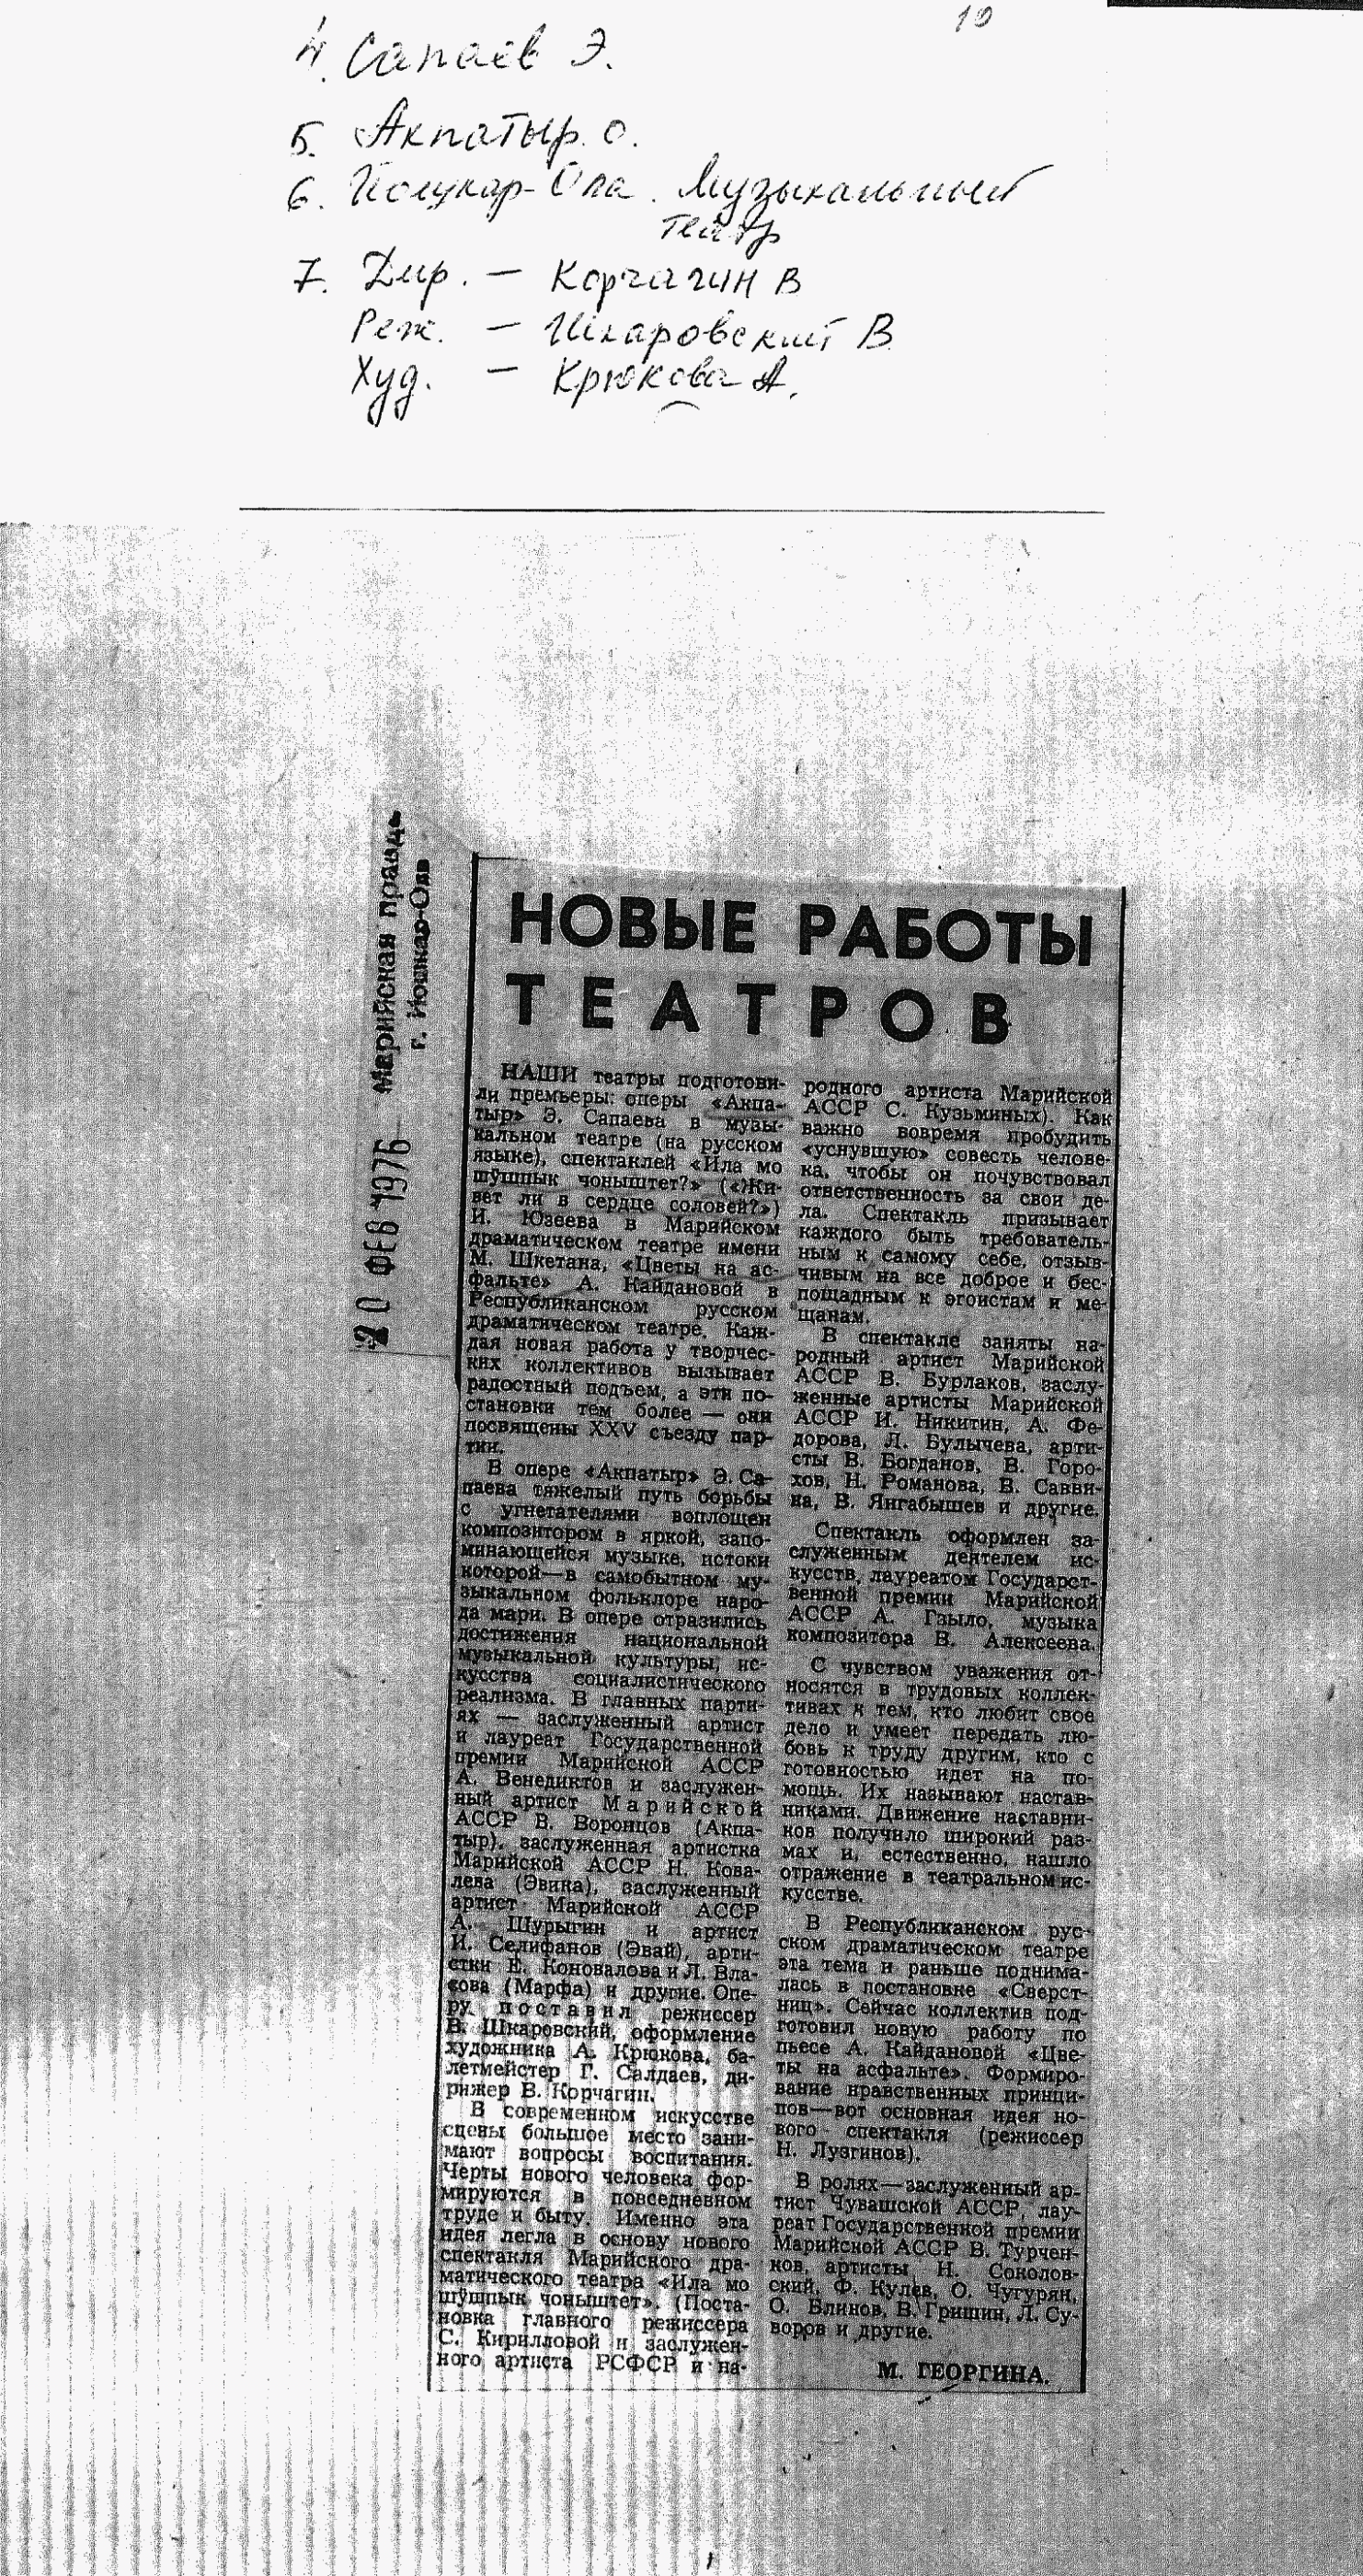 10
4. Сапаев Э.
5. Акпатыр. О.
6. Йошкар-Ола. Музыкальный
театр
7. Дир. — Корчагин В
Реж. — Шкаровский В.
Худ. — Крюкова А.
20 ФЕВ 1976
Марийская правда
г. Йошкар-Ола
НОВЫЕ РАБОТЫ
ТЕАТРОВ
НАШИ театры подготови-
ли премьеры: оперы «Акпа-
тыр» Э. Сапаева в музы-
кальном театре (на русском
языке), спектаклей «Ила мо
шӱшпык чоныштет?» («Жи-
вет ли в сердце соловей?»)
И. Юзеева в Марийском
драматическом театре имени
М. Шкетана, «Цветы на ас-
фальте» А. Кайдановой в
Республиканском русском
драматическом театре. Каж-
дая новая работа у творчес-
ких коллективов вызывает
радостный подъем, а эти по-
становки тем более — они
посвящены XXV съезду пар-
тии.
В опере «Акпатыр» Э. Са-
паева тяжелый путь борьбы
с угнетателями воплощен
композитором в яркой, запо-
минающейся музыке, истоки
которой—в самобытном му-
зыкальном фольклоре наро-
да мари. В опере отразились
достижения национальной
музыкальной культуры, ис-
кусства социалистического
реализма. В главных парти-
ях — заслуженный артист
и лауреат Государственной
премии Марийской АССР
А. Венедиктов и заслужен-
ный артист Марийской
АССР В. Воронцов (Акпа-
тыр), заслуженная артистка
Марийской АССР Н. Кова-
лева (Эвика), заслуженный
артист Марийской АССР
А. Шурыгин и артист
И. Селифанов (Эвай), арти-
стки Е. Коновалова и Л. Вла-
сова (Марфа) и другие. Опе-
ру поставил режиссер
В. Шкаровский, оформление
художника А. Крюкова, ба-
летмейстер Г. Салдаев, ди-
рижер В. Корчагин.
В современном искусстве
сцены большое место зани-
мают вопросы воспитания.
Черты нового человека фор-
мируются в повседневном
труде и быту. Именно эта
идея легла в основу нового
спектакля Марийского дра-
матического театра «Ила мо
шӱшпык чоныштет». (Поста-
новка главного режиссера
С. Кирилловой и заслужен-
ного артиста РСФСР и на-
родного артиста Марийской
АССР С. Кузьминых). Как
важно вовремя пробудить
«уснувшую» совесть челове-
ка, чтобы он почувствовал
ответственность за свои де-
ла. Спектакль призывает
каждого быть требователь-
ным к самому себе, отзыв-
чивым на все доброе и бес-
пощадным к эгоистам и ме-
щанам.
В спектакле заняты на-
родный артист Марийской
АССР В. Бурлаков, заслу-
женные артисты Марийской
АССР И. Никитин, А. Фе-
дорова, Л. Булычева, арти-
сты В. Богданов, В. Горо-
хов, Н. Романова, В. Савви-
на, В. Янгабышев и другие.
Спектакль оформлен за-
служенным деятелем ис-
кусств, лауреатом Государст-
венной премии Марийской
АССР А. Гзыло, музыка
композитора В. Алексеева.
С чувством уважения от-
носятся в трудовых коллек-
тивах к тем, кто любит свое
дело и умеет передать лю-
бовь к труду другим, кто с
готовностью идет на по-
мощь. Их называют настав-
никами. Движение наставни-
ков получило широкий раз-
мах и, естественно, нашло
отражение в театральном ис-
кусстве.
В Республиканском рус-
ском драматическом театре
эта тема и раньше поднима-
лась в постановке «Сверст-
ниц». Сейчас коллектив под-
готовил новую работу по
пьесе А. Кайдановой «Цве-
ты на асфальте». Формиро-
вание нравственных принци-
пов—вот основная идея но-
вого спектакля (режиссер
Н. Лузгинов).
В ролях—заслуженный ар-
тист Чувашской АССР, лау-
реат Государственной премии
Марийской АССР В. Турчен-
ков, артисты Н. Соколов-
ский, Ф. Кулев, О. Чугурян,
О. Блинов, В. Гришин, Л. Су-
воров и другие.
М. ГЕОРГИНА.